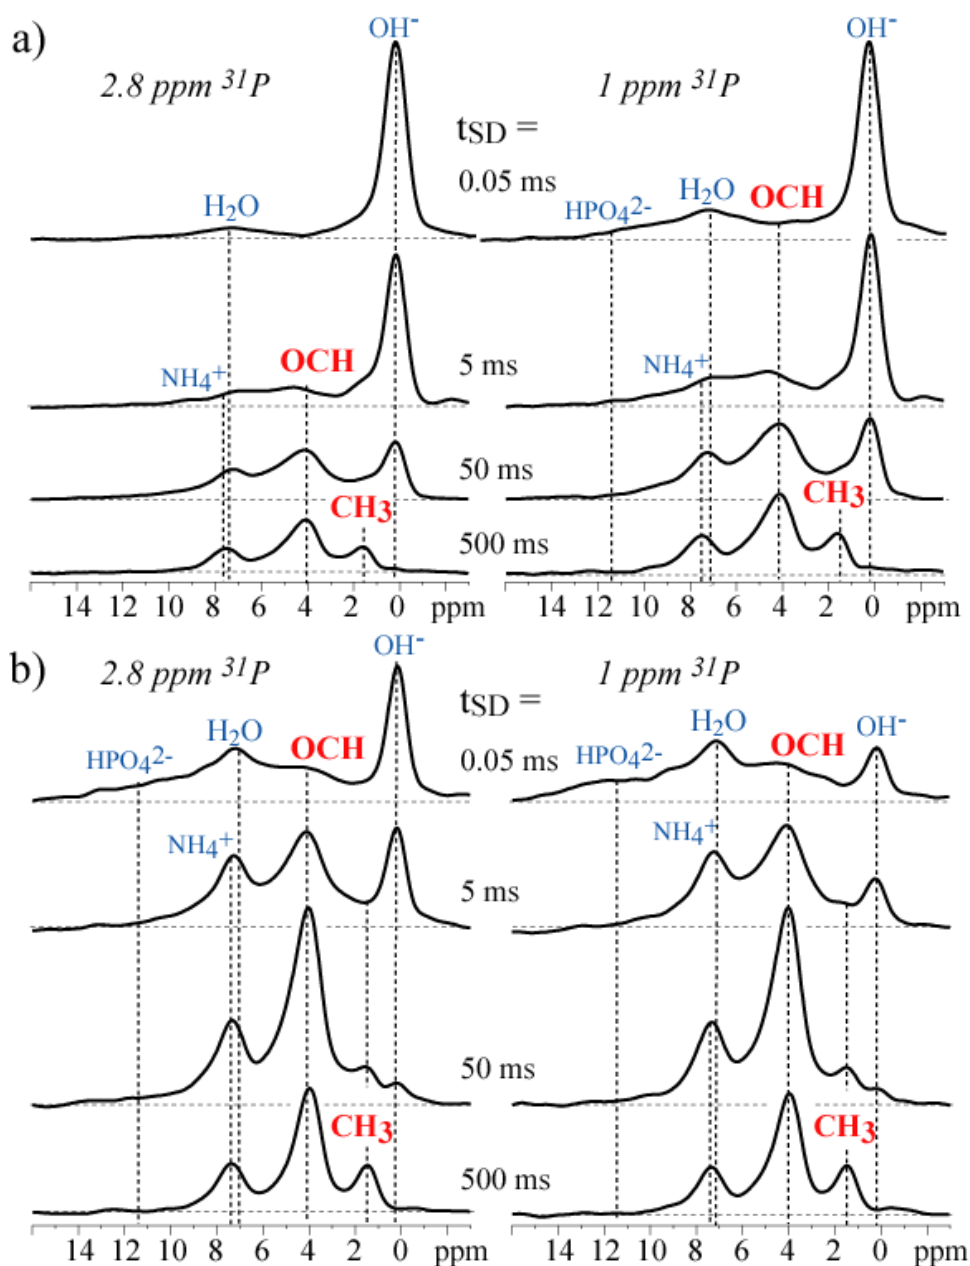 a)
OH⁻ OH⁻
2.8 ppm ³¹P 1 ppm ³¹P
tSD =
0.05 ms
H₂O HPO₄²⁻ H₂O OCH
5 ms
NH₄⁺ OCH NH₄⁺
50 ms
CH₃ CH₃
500 ms
14 12 10 8 6 4 2 0 ppm 14 12 10 8 6 4 2 0 ppm
b)
OH⁻
2.8 ppm ³¹P 1 ppm ³¹P
tSD =
HPO₄²⁻ H₂O OCH 0.05 ms HPO₄²⁻ H₂O OCH OH⁻
NH₄⁺ NH₄⁺
5 ms
50 ms
CH₃ CH₃
500 ms
14 12 10 8 6 4 2 0 ppm 14 12 10 8 6 4 2 0 ppm